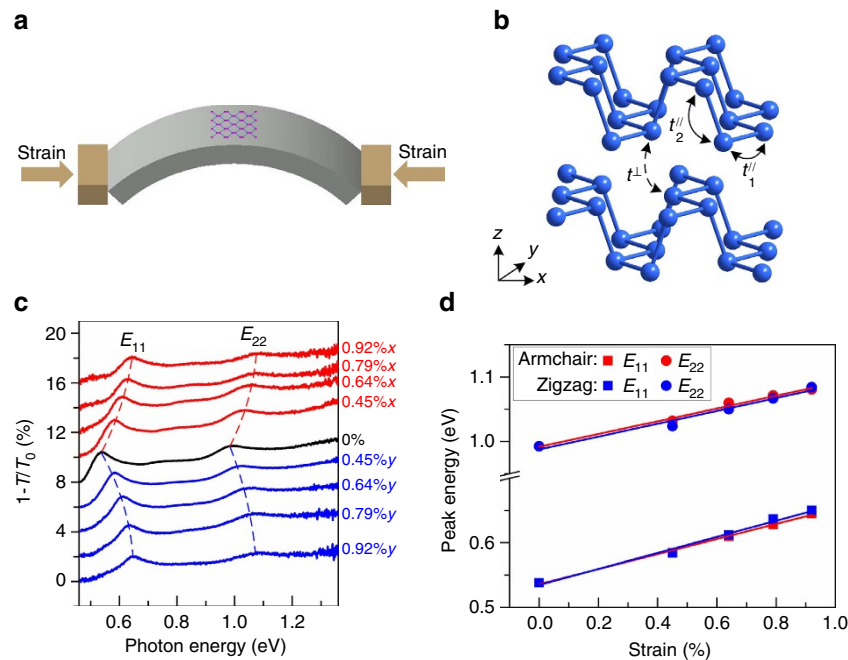 a
Strain
Strain
b
t₂//
t₁//
t⊥
z
y
x
c
20
16
12
8
4
0
1-T/T₀ (%)
E₁₁
E₂₂
0.92%x
0.79%x
0.64%x
0.45%x
0%
0.45%y
0.64%y
0.79%y
0.92%y
0.6
0.8
1.0
1.2
Photon energy (eV)
d
Armchair: E₁₁ E₂₂
Zigzag: E₁₁ E₂₂
1.1
1.0
0.6
0.5
Peak energy (eV)
0.0
0.2
0.4
0.6
0.8
1.0
Strain (%)